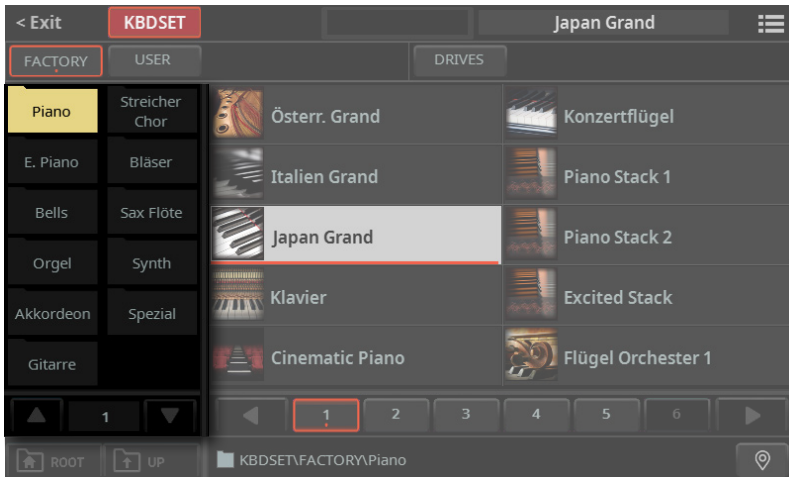 < Exit
KBDSET
Japan Grand
FACTORY
USER
DRIVES
Piano
Streicher
Chor
E. Piano
Bläser
Bells
Sax Flöte
Orgel
Synth
Akkordeon
Spezial
Gitarre
1
Österr. Grand
Konzertflügel
Italien Grand
Piano Stack 1
Japan Grand
Piano Stack 2
Klavier
Excited Stack
Cinematic Piano
Flügel Orchester 1
1 2 3 4 5 6
ROOT
UP
KBDSET\FACTORY\Piano